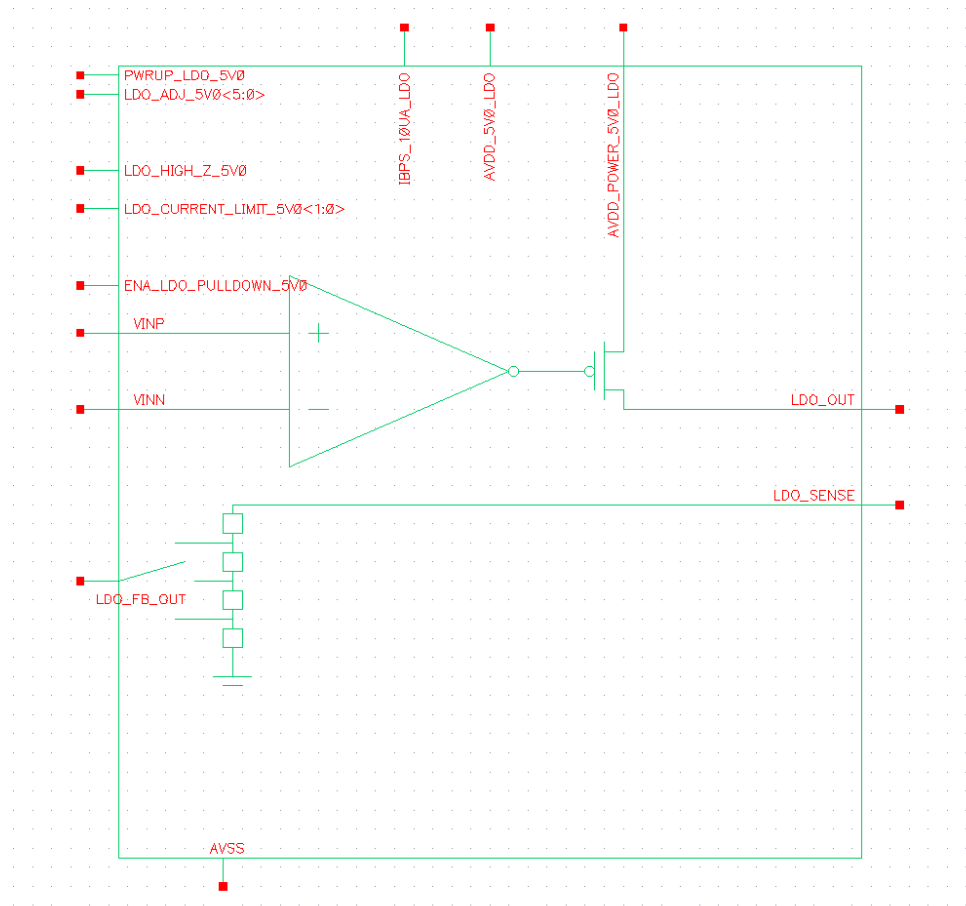 PWRUP_LDO_5V0
LDO_ADJ_5V0<5:0>
LDO_HIGH_Z_5V0
LDO_CURRENT_LIMIT_5V0<1:0>
ENA_LDO_PULLDOWN_5V0
IBPS_10UA_LDO
AVDD_5V0_LDO
AVDD_POWER_5V0_LDO
VINP
+
VINN
−
LDO_OUT
LDO_SENSE
LDO_FB_OUT
AVSS